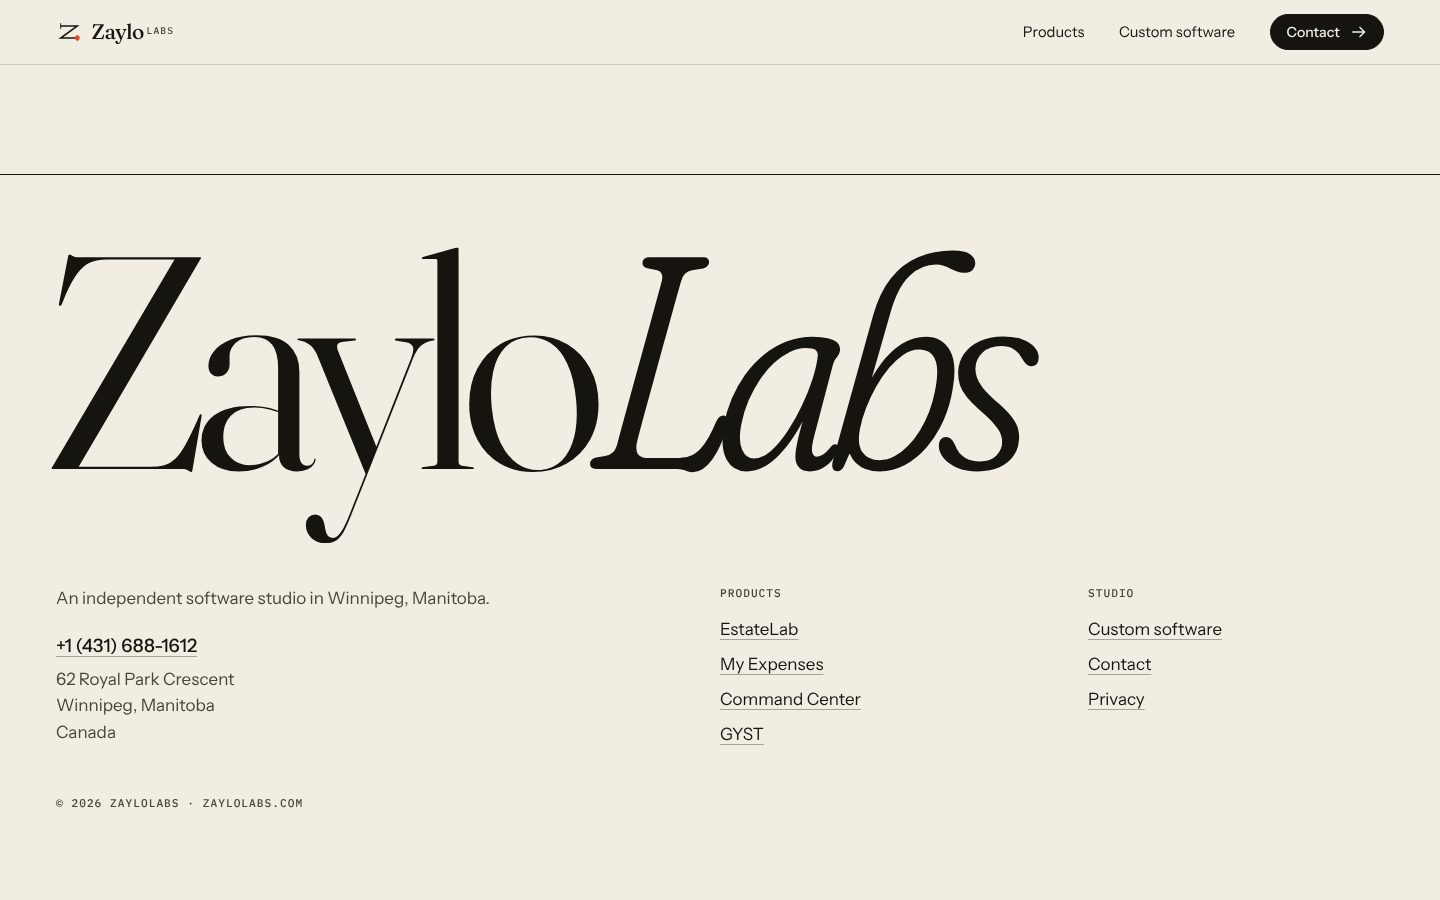 Zaylo LABS
Products
Custom software
Contact →
ZayloLabs
An independent software studio in Winnipeg, Manitoba.
+1 (431) 688-1612
62 Royal Park Crescent
Winnipeg, Manitoba
Canada
PRODUCTS
EstateLab
My Expenses
Command Center
GYST
STUDIO
Custom software
Contact
Privacy
© 2026 ZAYLOLABS · ZAYLOLABS.COM